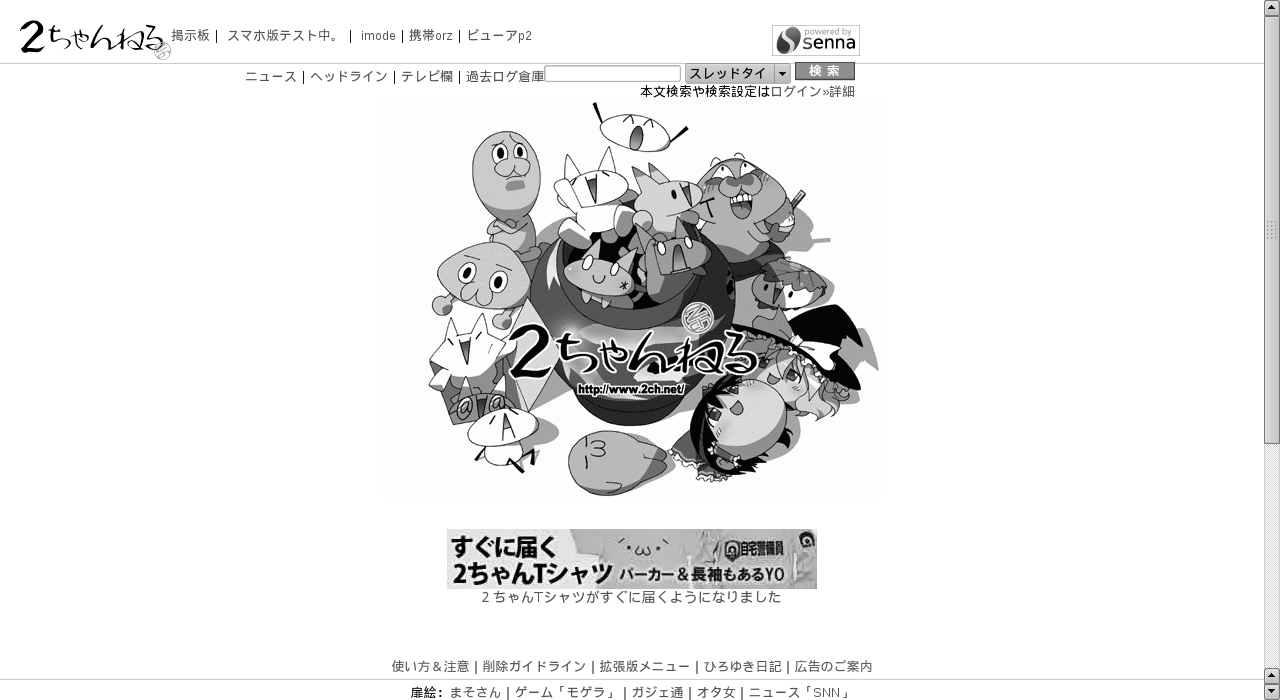 2ちゃんねる
掲示板 | スマホ版テスト中。 | imode | 携帯orz | ビューアp2
powered by
senna
ニュース | ヘッドライン | テレビ欄 | 過去ログ倉庫 スレッドタイ 検索
本文検索や検索設定はログイン»詳細
2ちゃんねる
http://www.2ch.net/
すぐに届く
2ちゃんTシャツ パーカー＆長袖もあるYO
自宅警備員
２ちゃんTシャツがすぐに届くようになりました
使い方＆注意 | 削除ガイドライン | 拡張版メニュー | ひろゆき日記 | 広告のご案内
扉絵: まそさん | ゲーム「モゲラ」 | ガジェ通 | オタ女 | ニュース「SNN」